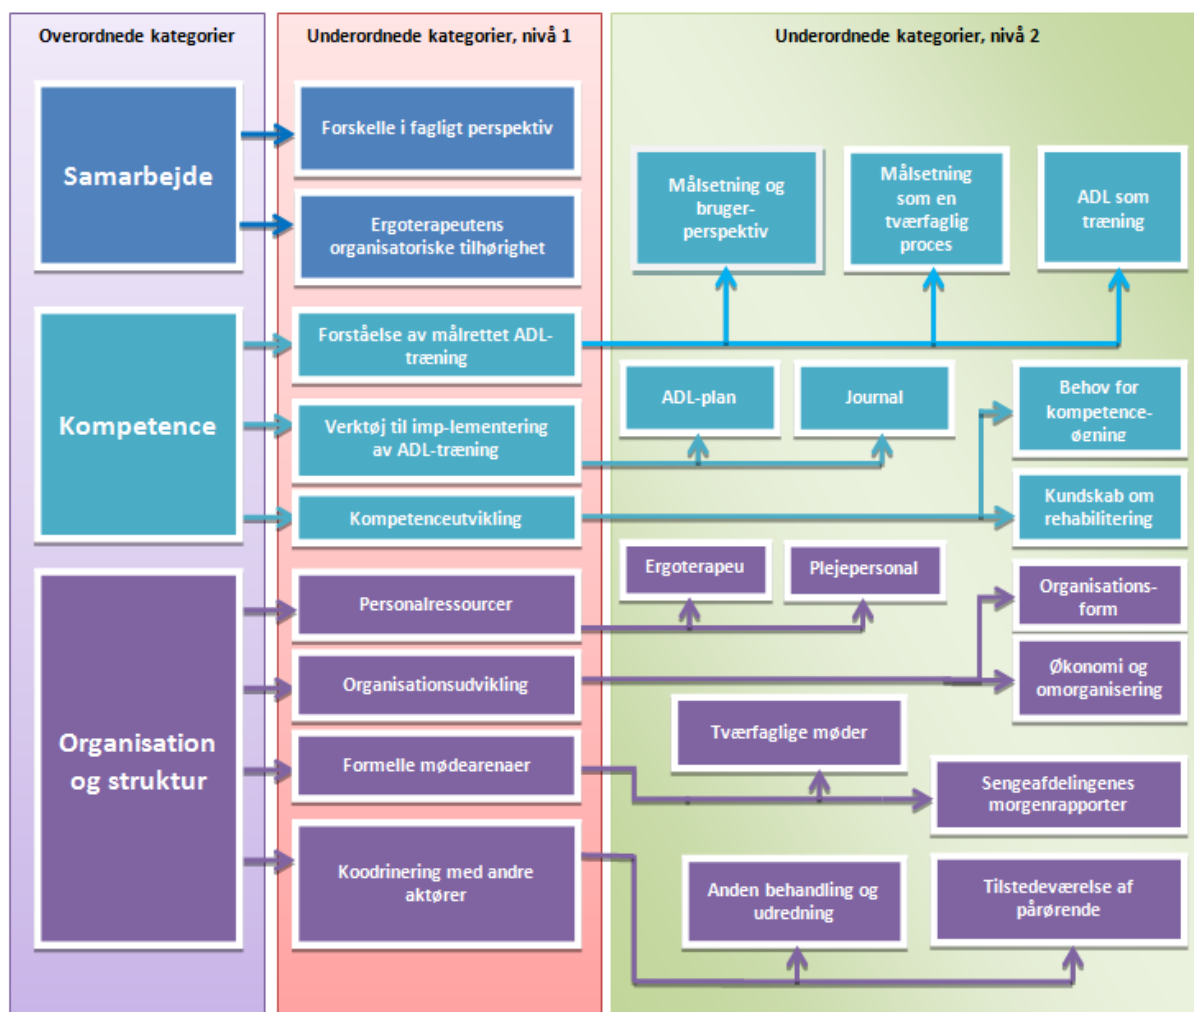 Overordnede kategorier
Underordnede kategorier, nivå 1
Underordnede kategorier, nivå 2
Samarbejde
Forskelle i fagligt perspektiv
Ergoterapeutens
organisatoriske tilhørighet
Målsetning og
bruger-
perspektiv
Målsetning
som en
tværfaglig
proces
ADL som
træning
Kompetence
Forståelse av målrettet ADL-
træning
Verktøj til imp-lementering
av ADL-træning
Kompetenceutvikling
ADL-plan
Journal
Behov for
kompetence-
øgning
Kundskab om
rehabilitering
Organisation
og struktur
Personalressourcer
Organisationsudvikling
Formelle mødearenaer
Koodrinering med andre
aktører
Ergoterapeu
Plejepersonal
Organisations-
form
Økonomi og
omorganisering
Tværfaglige møder
Sengeafdelingenes
morgenrapporter
Anden behandling og
udredning
Tilstedeværelse af
pårørende